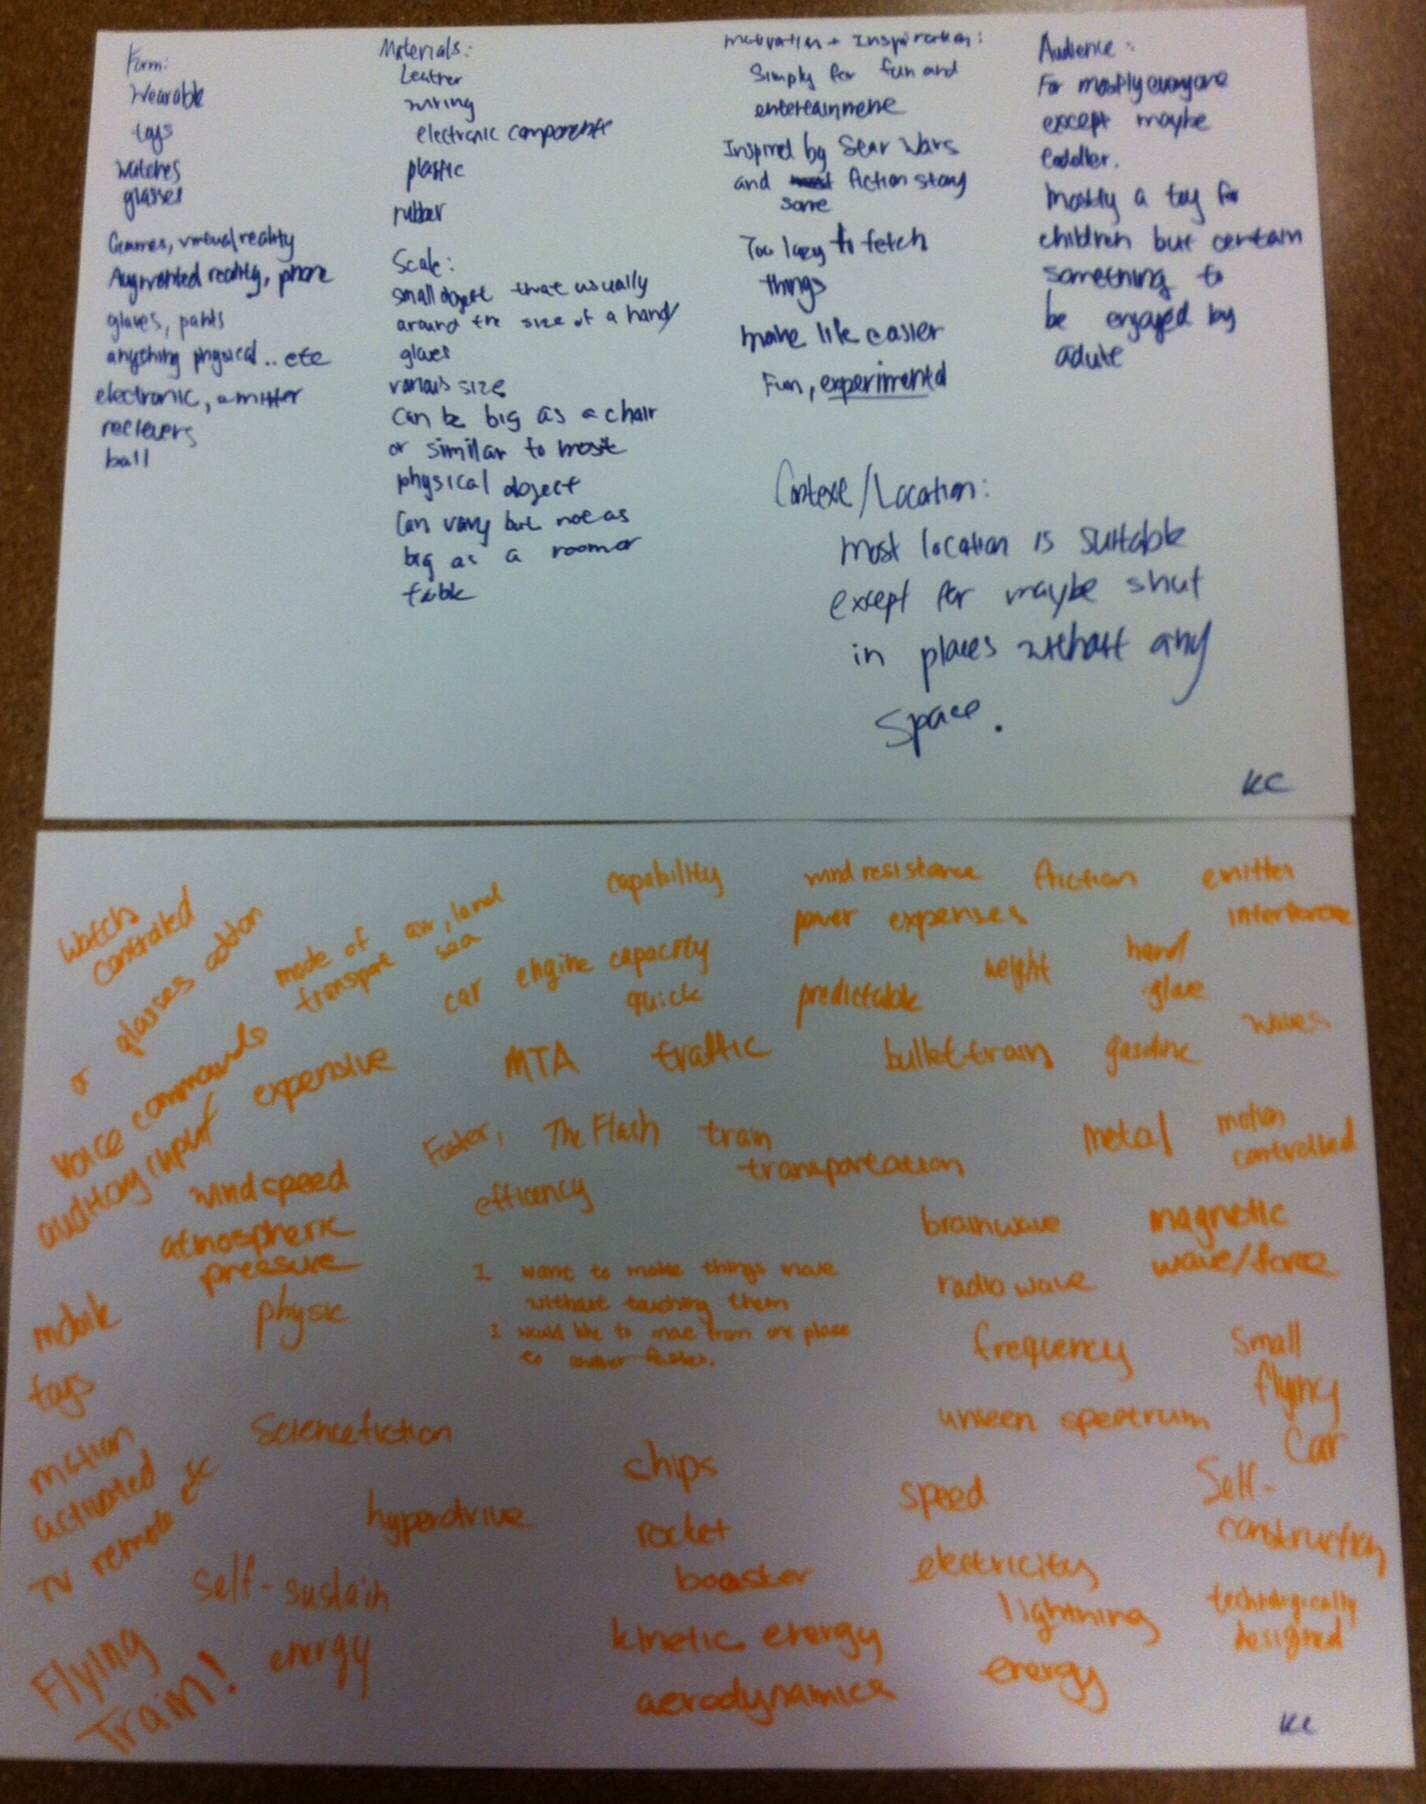 Form:
Wearable
toys
watches
glasses
Games, virtual reality
Augmented reality, phone
gloves, pants
anything physical .. etc
electronic, emitter
recievers
ball
Materials:
Leather
wiring
electronic components
plastic
rubber
Scale:
small object that usually
around the size of a hand/
gloves
various size
Can be big as a chair
or similar to most
physical object
Can vary but not as
big as a room or
table
Motivation + Inspiration:
Simply for fun and
entertainment
Inspired by Star Wars
and fiction story
some
Too lazy to fetch
things
make life easier
Fun, experimental
Audience:
For mostly everyone
except maybe
toddler.
mostly a toy for
children but certain
something to
be enjoyed by
adult
Context/Location:
most location is suitable
except for maybe shut
in places without any
space.
KC
watch
controlled
or glasses addon
voice commands
auditory input
mode of air, land
transport sea
expensive
capability
car engine capacity
quick
wind resistance
power expenses
predictable
friction
weight
emitter
interference
hand
glove
waves
MTA
traffic
bullet train
gasoline
Faster, The Flash
train
transportation
efficency
metal
motion
controlled
wind speed
atmospheric
pressure
physic
brainwave
radio wave
magnetic
wave/force
I want to make things move
without touching them
I would like to move from one place
to another faster.
frequency
unseen spectrum
small
flying
car
mobile
toys
motion
activated
TV remote etc
Science fiction
hyperdrive
chips
rocket
booster
speed
electricity
lightning
energy
Self-
construction
technologically
designed
Self-sustain
energy
kinetic energy
aerodynamics
Flying
Train!
KC